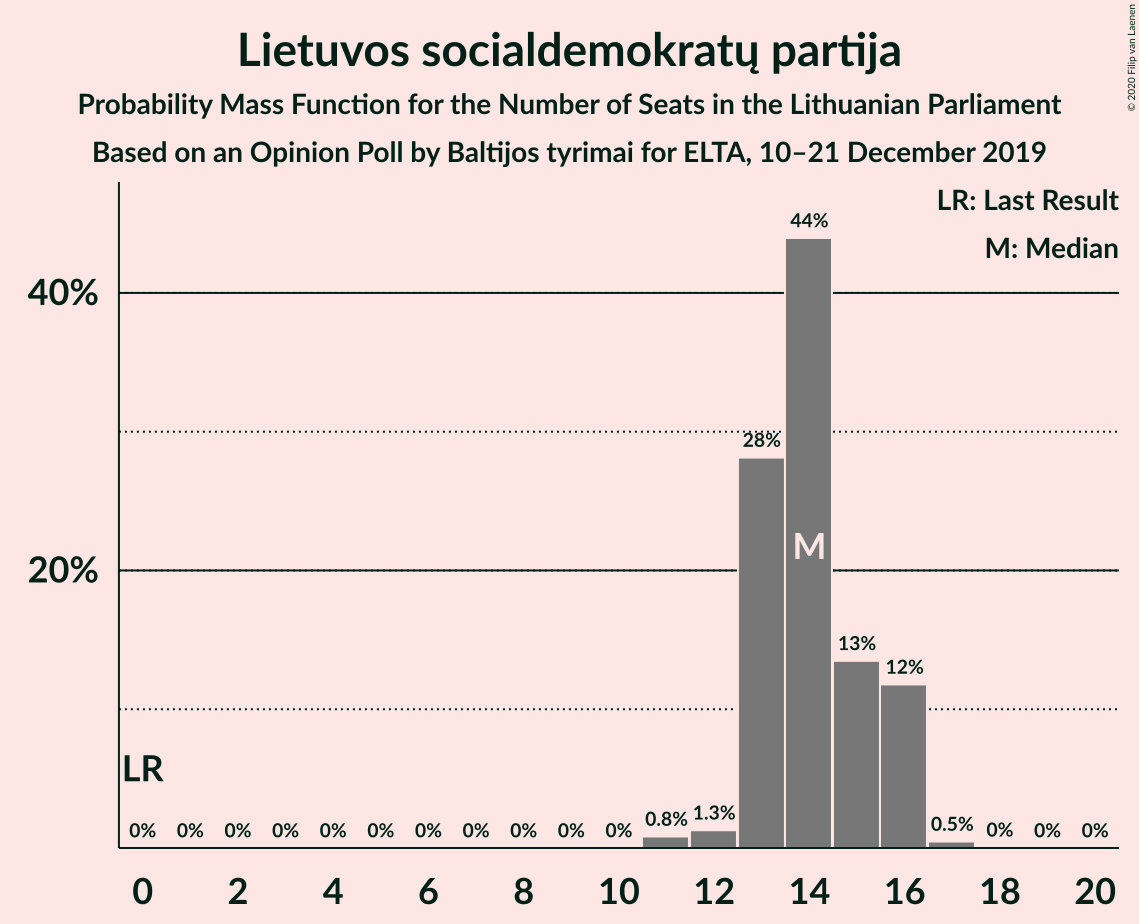 Lietuvos socialdemokratų partija
Probability Mass Function for the Number of Seats in the Lithuanian Parliament
Based on an Opinion Poll by Baltijos tyrimai for ELTA, 10–21 December 2019
© 2020 Filip van Laenen
LR: Last Result
M: Median
44%
40%
28%
M
20%
13%
12%
LR
0% 0% 0% 0% 0% 0% 0% 0% 0% 0% 0% 0.8% 1.3% 0.5% 0% 0% 0%
0 2 4 6 8 10 12 14 16 18 20